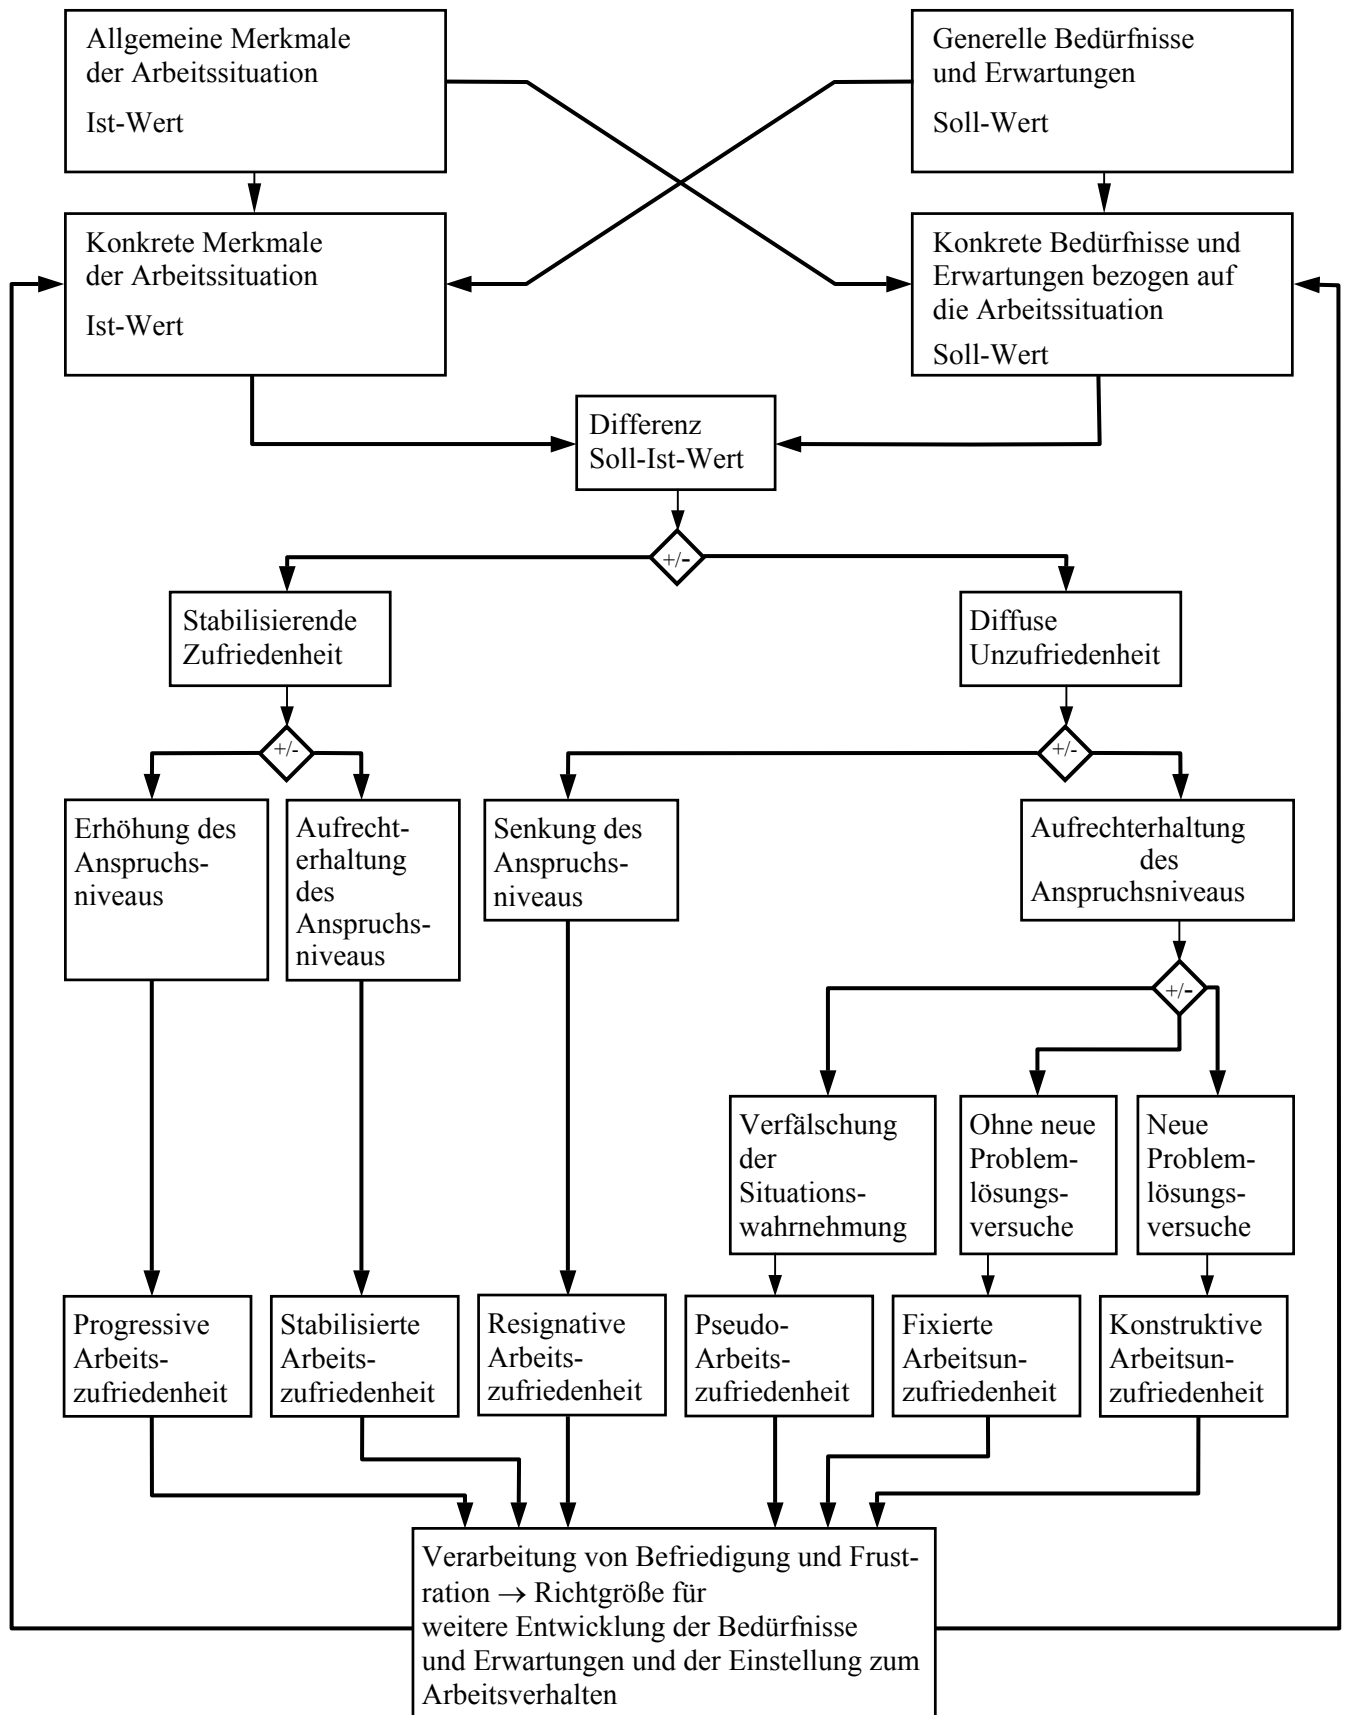 Allgemeine Merkmale
der Arbeitssituation
Ist-Wert
Generelle Bedürfnisse
und Erwartungen
Soll-Wert
Konkrete Merkmale
der Arbeitssituation
Ist-Wert
Konkrete Bedürfnisse und
Erwartungen bezogen auf
die Arbeitssituation
Soll-Wert
Differenz
Soll-Ist-Wert
+/-
Stabilisierende
Zufriedenheit
Diffuse
Unzufriedenheit
+/-
+/-
Erhöhung des
Anspruchs-
niveaus
Aufrecht-
erhaltung
des
Anspruchs-
niveaus
Senkung des
Anspruchs-
niveaus
Aufrechterhaltung
des
Anspruchsniveaus
+/-
Verfälschung
der
Situations-
wahrnehmung
Ohne neue
Problem-
lösungs-
versuche
Neue
Problem-
lösungs-
versuche
Progressive
Arbeits-
zufriedenheit
Stabilisierte
Arbeits-
zufriedenheit
Resignative
Arbeits-
zufriedenheit
Pseudo-
Arbeits-
zufriedenheit
Fixierte
Arbeitsun-
zufriedenheit
Konstruktive
Arbeitsun-
zufriedenheit
Verarbeitung von Befriedigung und Frust-
ration → Richtgröße für
weitere Entwicklung der Bedürfnisse
und Erwartungen und der Einstellung zum
Arbeitsverhalten